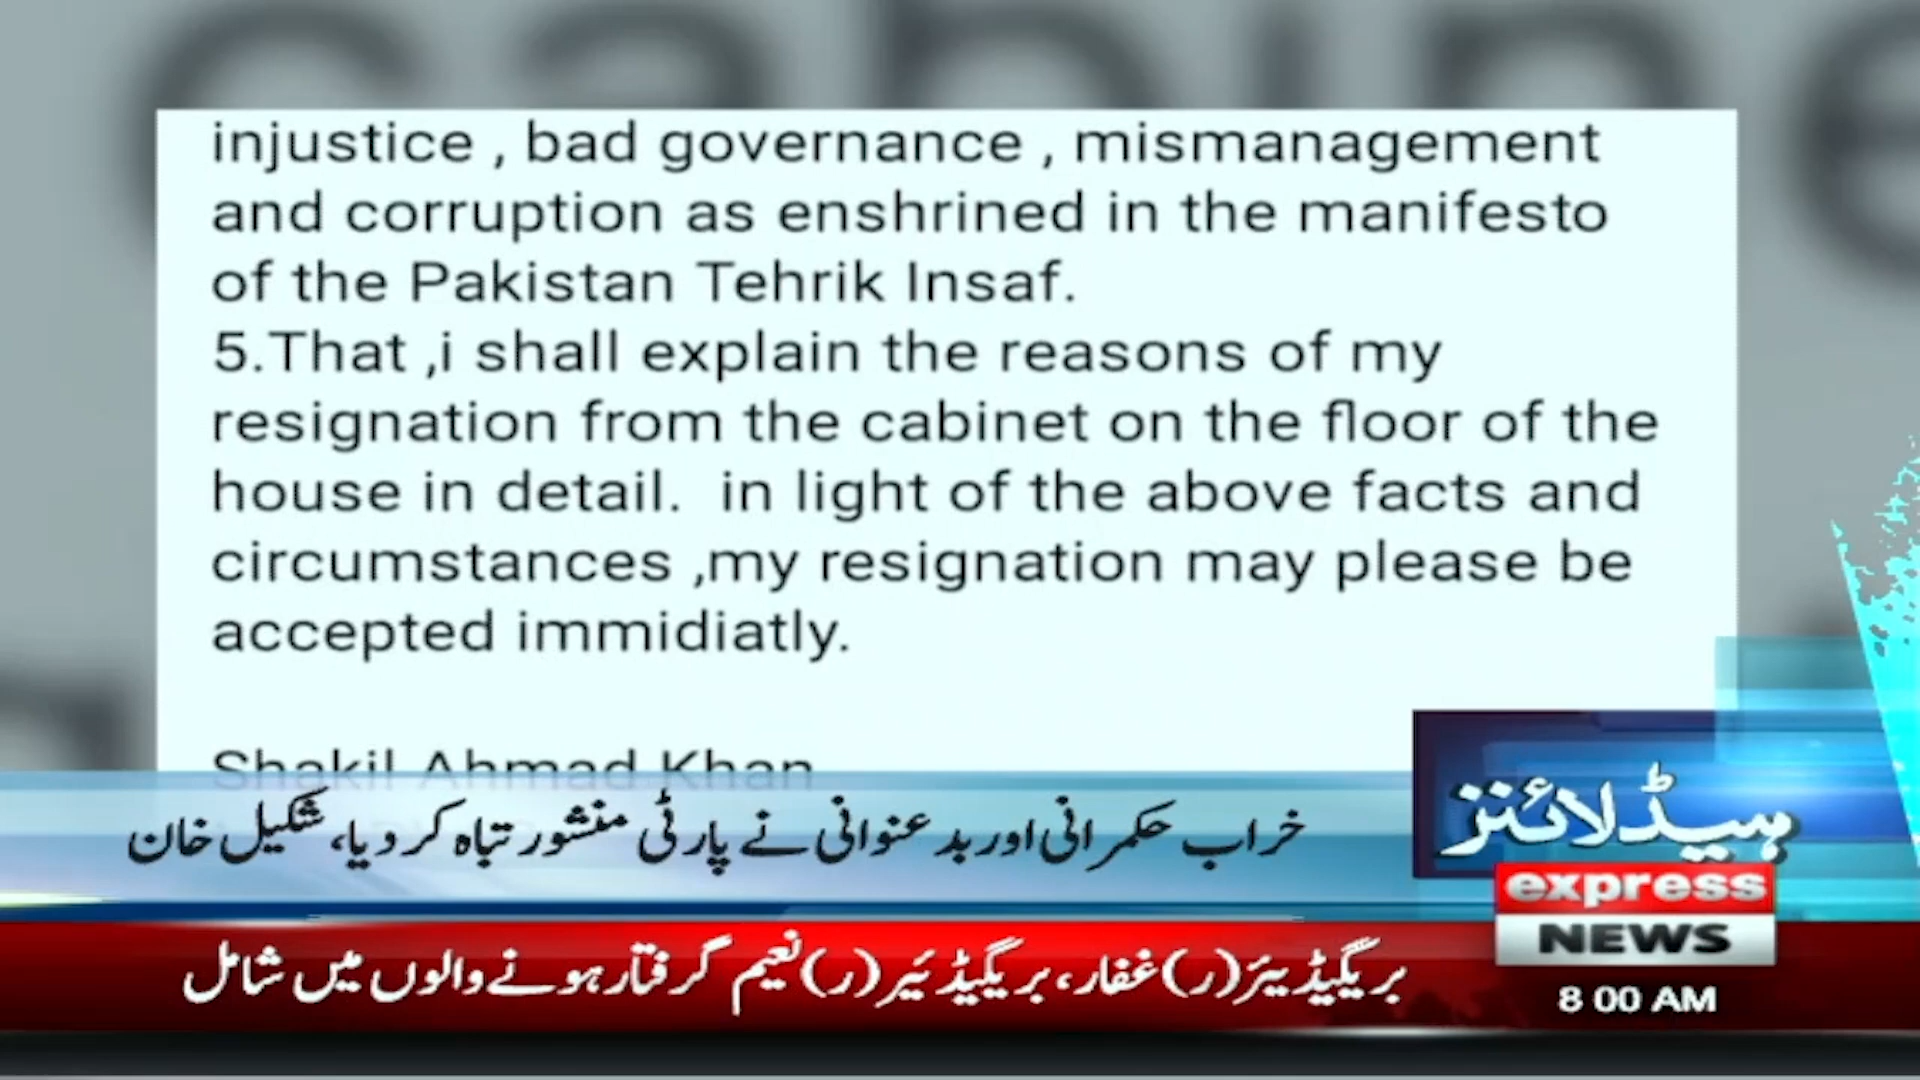 injustice , bad governance , mismanagement
and corruption as enshrined in the manifesto
of the Pakistan Tehrik Insaf.
5.That ,i shall explain the reasons of my
resignation from the cabinet on the floor of the
house in detail.  in light of the above facts and
circumstances ,my resignation may please be
accepted immidiatly.
Shakil Ahmad Khan
خراب حکمرانی اور بدعنوانی نے پارٹی منشور تباہ کر دیا، شکیل خان
ہیڈلائنز
express
NEWS
بریگیڈیئر(ر)غفار، بریگیڈیئر(ر)نعیم گرفتار ہونے والوں میں شامل
8 00 AM